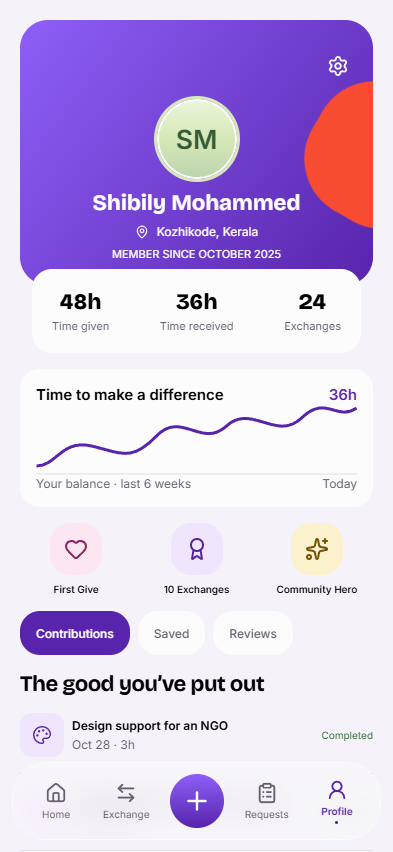 SM
Shibily Mohammed
Kozhikode, Kerala
MEMBER SINCE OCTOBER 2025
48h 36h 24
Time given Time received Exchanges
Time to make a difference 36h
Your balance · last 6 weeks Today
First Give 10 Exchanges Community Hero
Contributions Saved Reviews
The good you’ve put out
Design support for an NGO
Oct 28 · 3h
Completed
Home Exchange Requests Profile